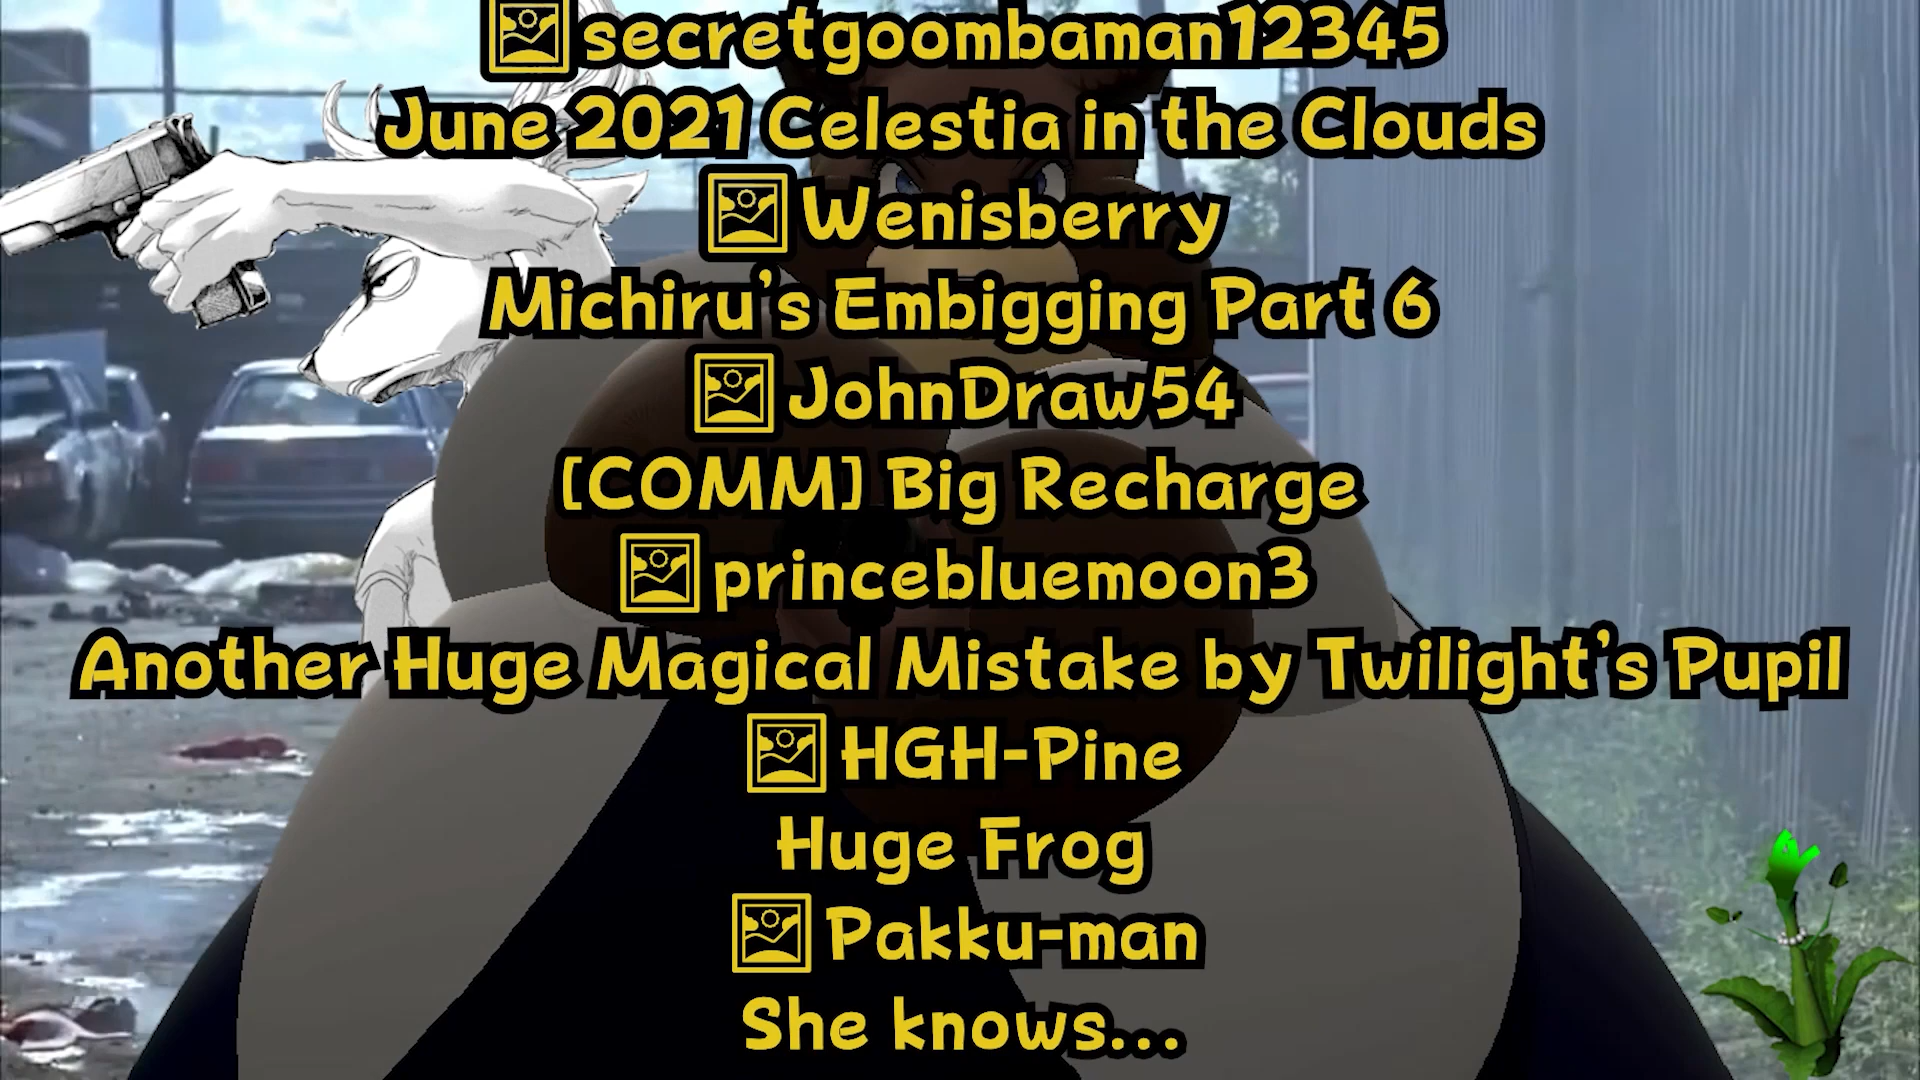 secretgoombaman12345
June 2021 Celestia in the Clouds
Wenisberry
Michiru's Embigging Part 6
JohnDraw54
[COMM] Big Recharge
princebluemoon3
Another Huge Magical Mistake by Twilight's Pupil
HGH-Pine
Huge Frog
Pakku-man
She knows...